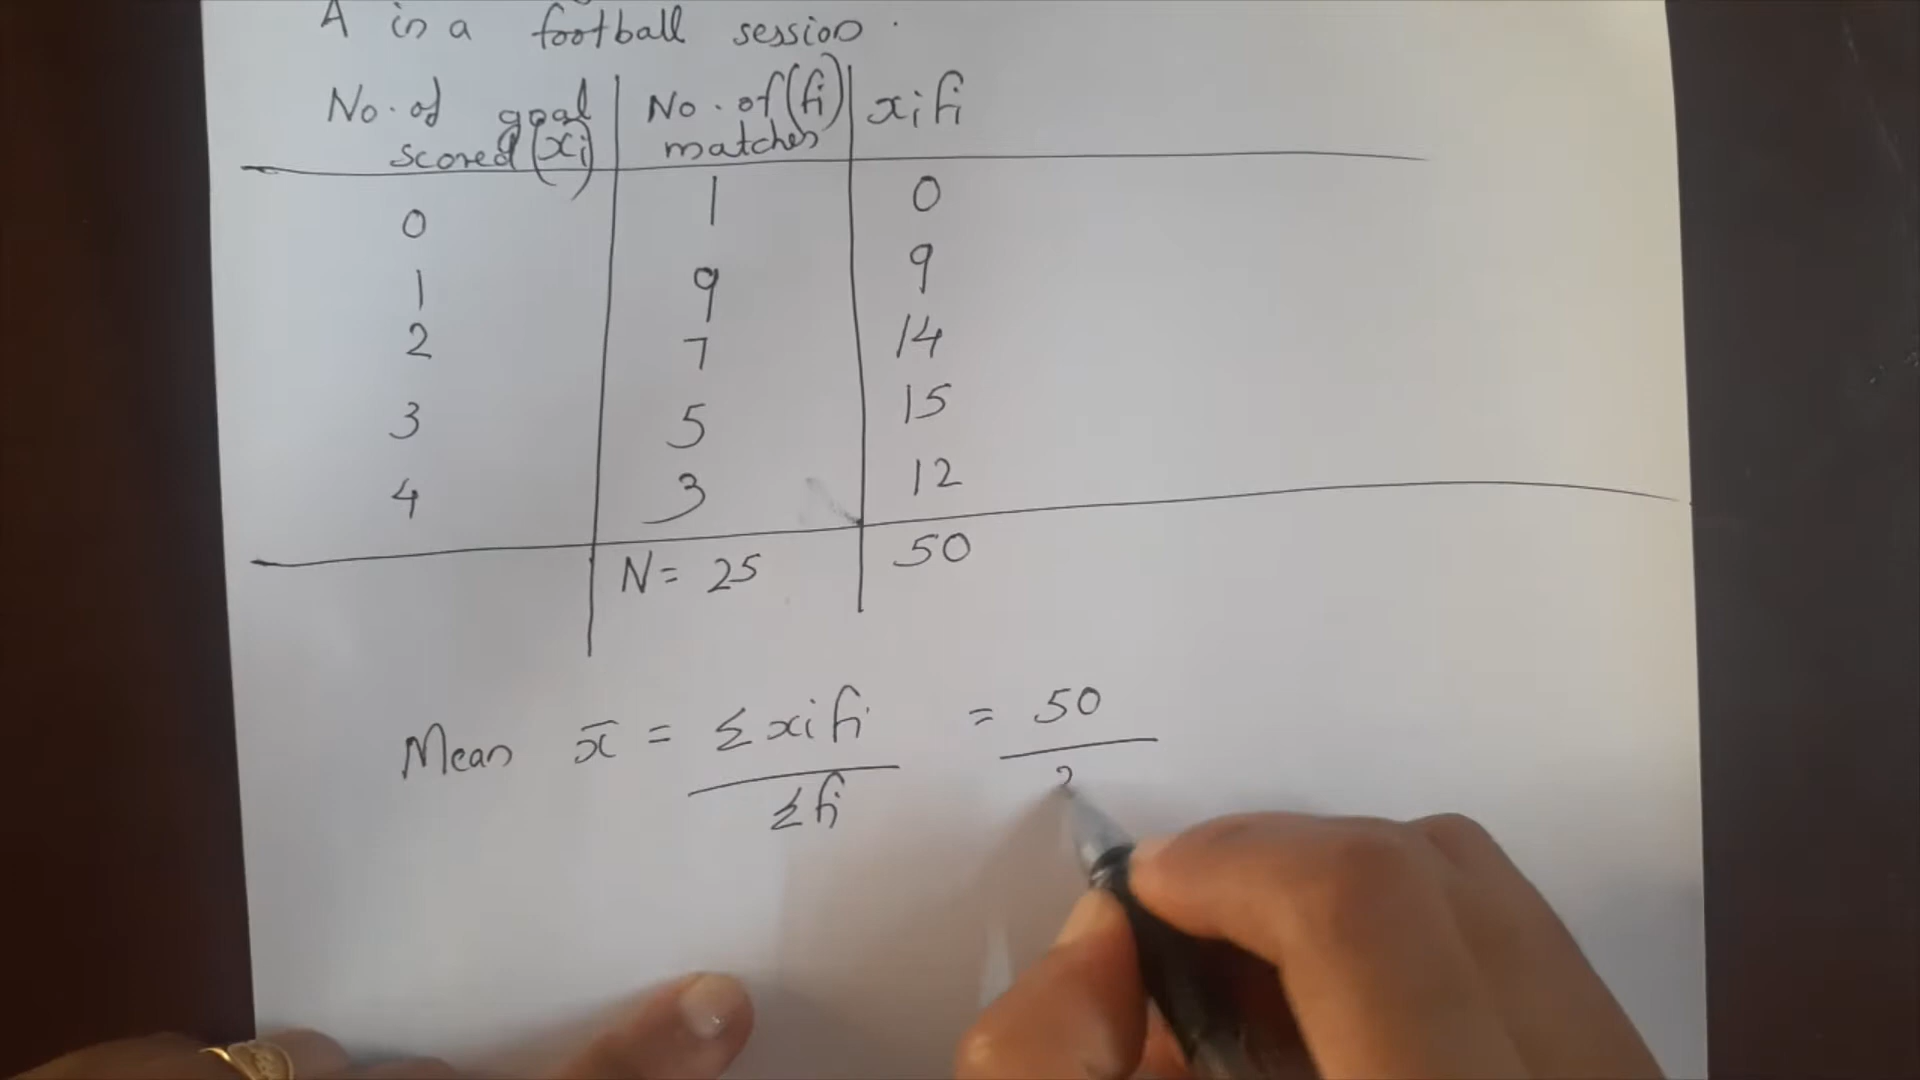 A in a football session.
No. of goal scored (xi) | No. of (fi) matches | xifi
0 1 0
1 9 9
2 7 14
3 5 15
4 3 12
N = 25 50
Mean x̄ = Σxifi / Σfi = 50 / 2